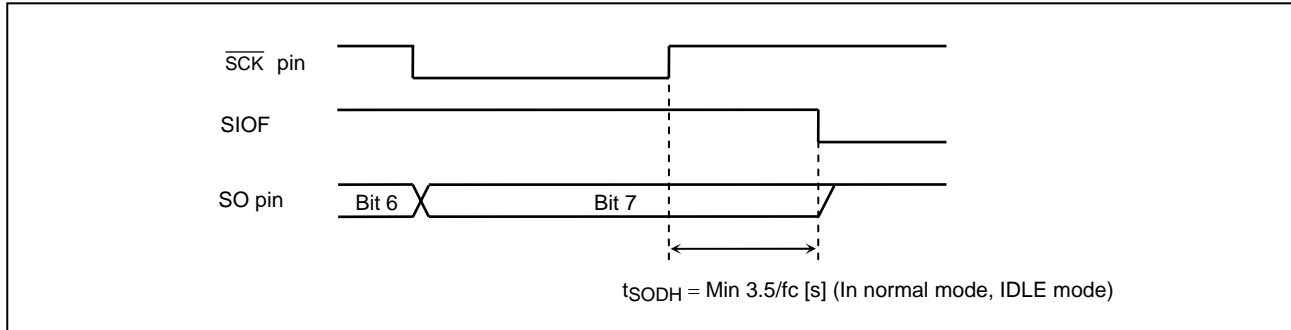 SCK pin
SIOF
SO pin Bit 6 Bit 7
tSODH = Min 3.5/fc [s] (In normal mode, IDLE mode)